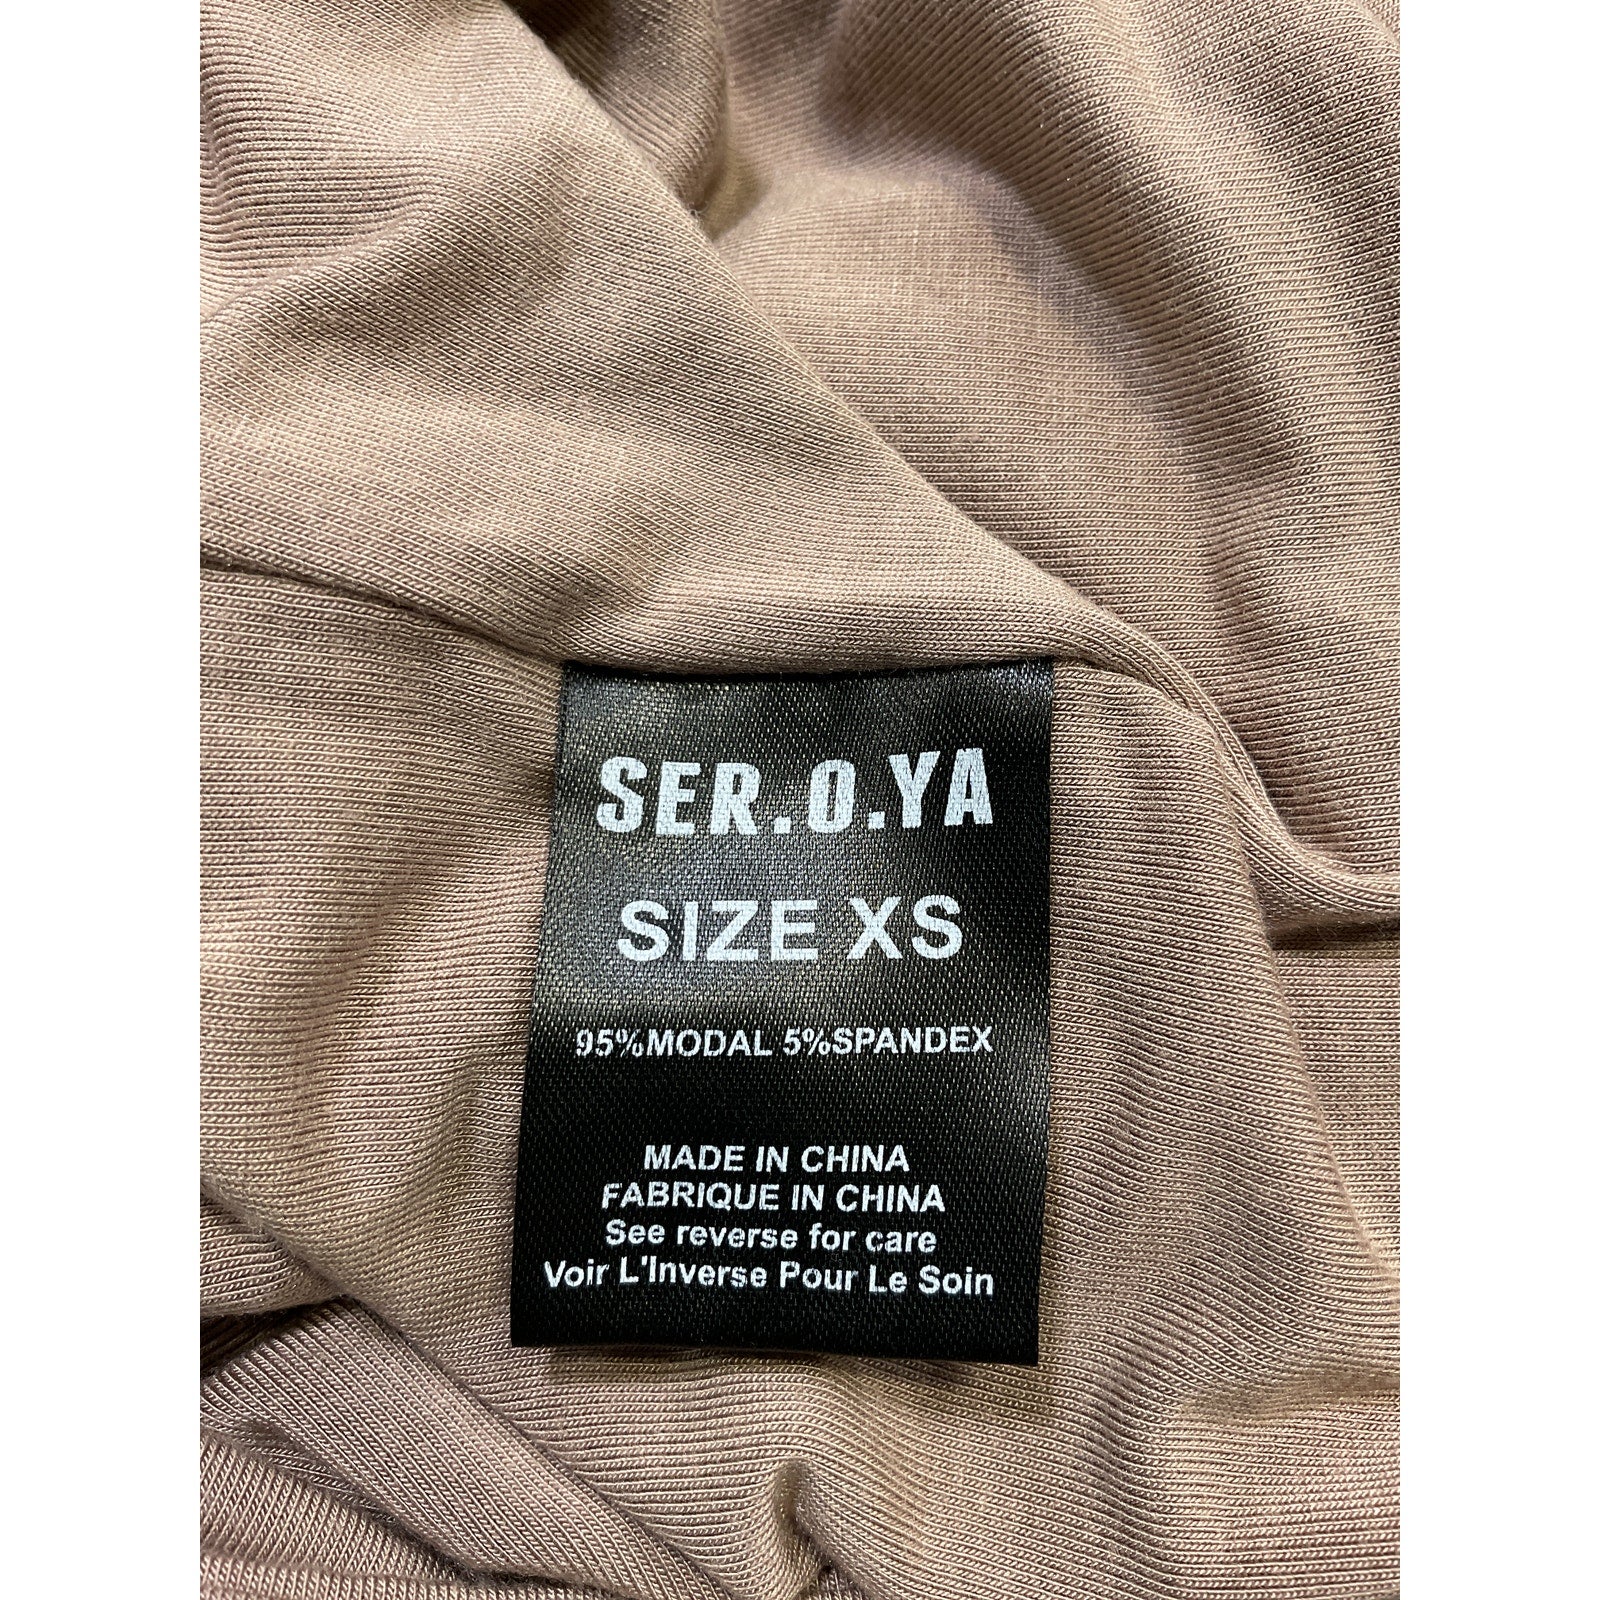 SER.O.YA
SIZE XS
95%MODAL 5%SPANDEX
MADE IN CHINA
FABRIQUE IN CHINA
See reverse for care
Voir L'Inverse Pour Le Soin